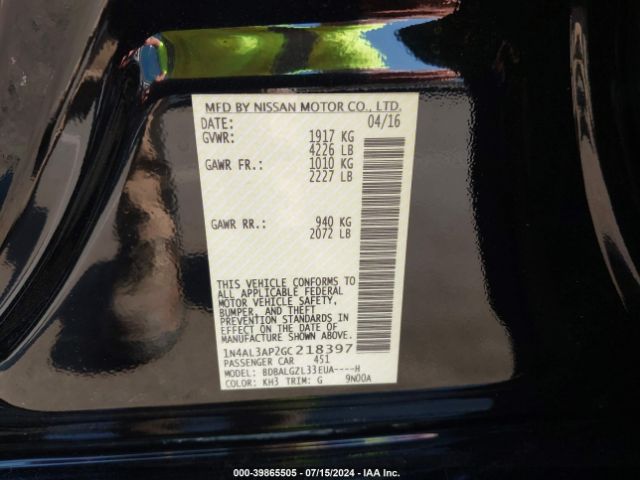 MFD BY NISSAN MOTOR CO., LTD.
DATE: 04/16
GVWR: 1917 KG
4226 LB
GAWR FR.: 1010 KG
2227 LB
GAWR RR.: 940 KG
2072 LB
THIS VEHICLE CONFORMS TO
ALL APPLICABLE FEDERAL
MOTOR VEHICLE SAFETY,
BUMPER, AND THEFT
PREVENTION STANDARDS IN
EFFECT ON THE DATE OF
MANUFACTURE SHOWN ABOVE.
1N4AL3AP2GC218397
PASSENGER CAR 451
MODEL: BDBALGZL33EUA----H
COLOR: KH3 TRIM: G 9N00A
000-39865505 - 07/15/2024 - IAA Inc.